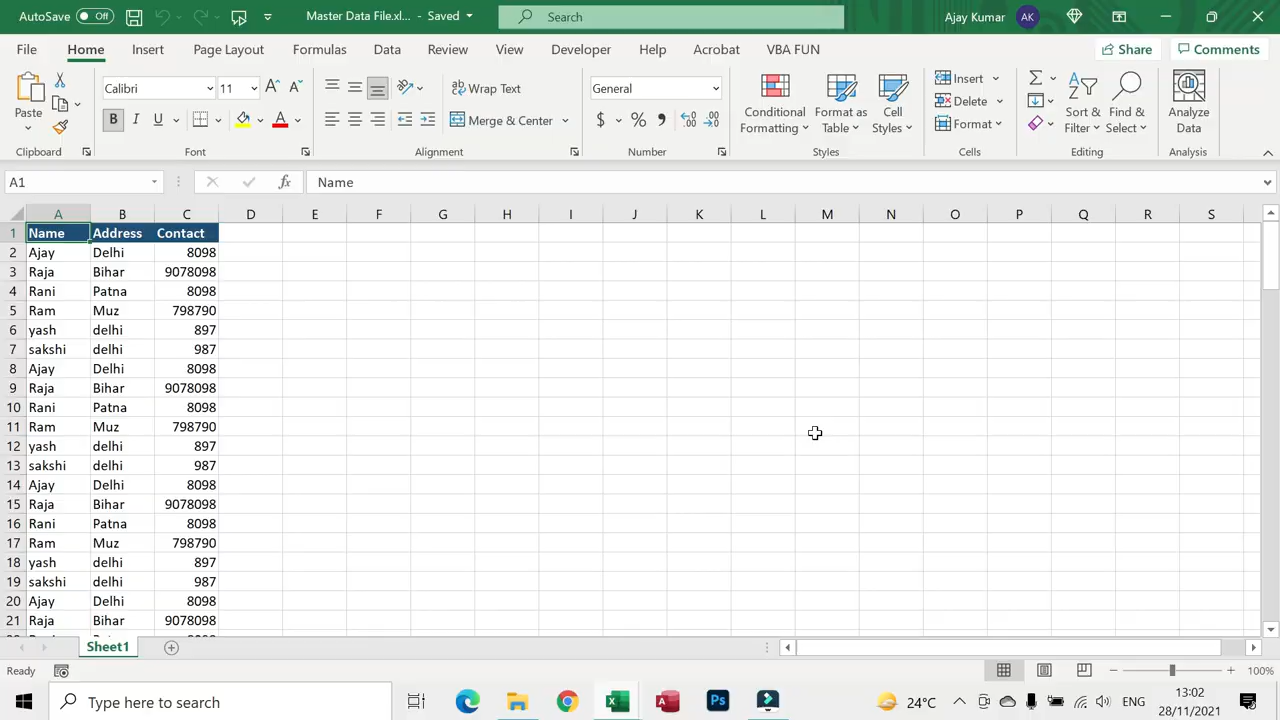 AutoSave Off Master Data File.xl... - Saved Search Ajay Kumar AK
File Home Insert Page Layout Formulas Data Review View Developer Help Acrobat VBA FUN Share Comments
Paste
Clipboard
Calibri 11
B I U
Font
Wrap Text
Merge & Center
Alignment
General
$ % 9
Number
Conditional Formatting
Format as Table
Cell Styles
Styles
Insert
Delete
Format
Cells
Sort & Filter
Find & Select
Editing
Analyze Data
Analysis
A1 fx Name
A B C D E F G H I J K L M N O P Q R S
1 Name Address Contact
2 Ajay Delhi 8098
3 Raja Bihar 9078098
4 Rani Patna 8098
5 Ram Muz 798790
6 yash delhi 897
7 sakshi delhi 987
8 Ajay Delhi 8098
9 Raja Bihar 9078098
10 Rani Patna 8098
11 Ram Muz 798790
12 yash delhi 897
13 sakshi delhi 987
14 Ajay Delhi 8098
15 Raja Bihar 9078098
16 Rani Patna 8098
17 Ram Muz 798790
18 yash delhi 897
19 sakshi delhi 987
20 Ajay Delhi 8098
21 Raja Bihar 9078098
Sheet1
Ready 100%
Type here to search 24°C ENG 13:02
28/11/2021